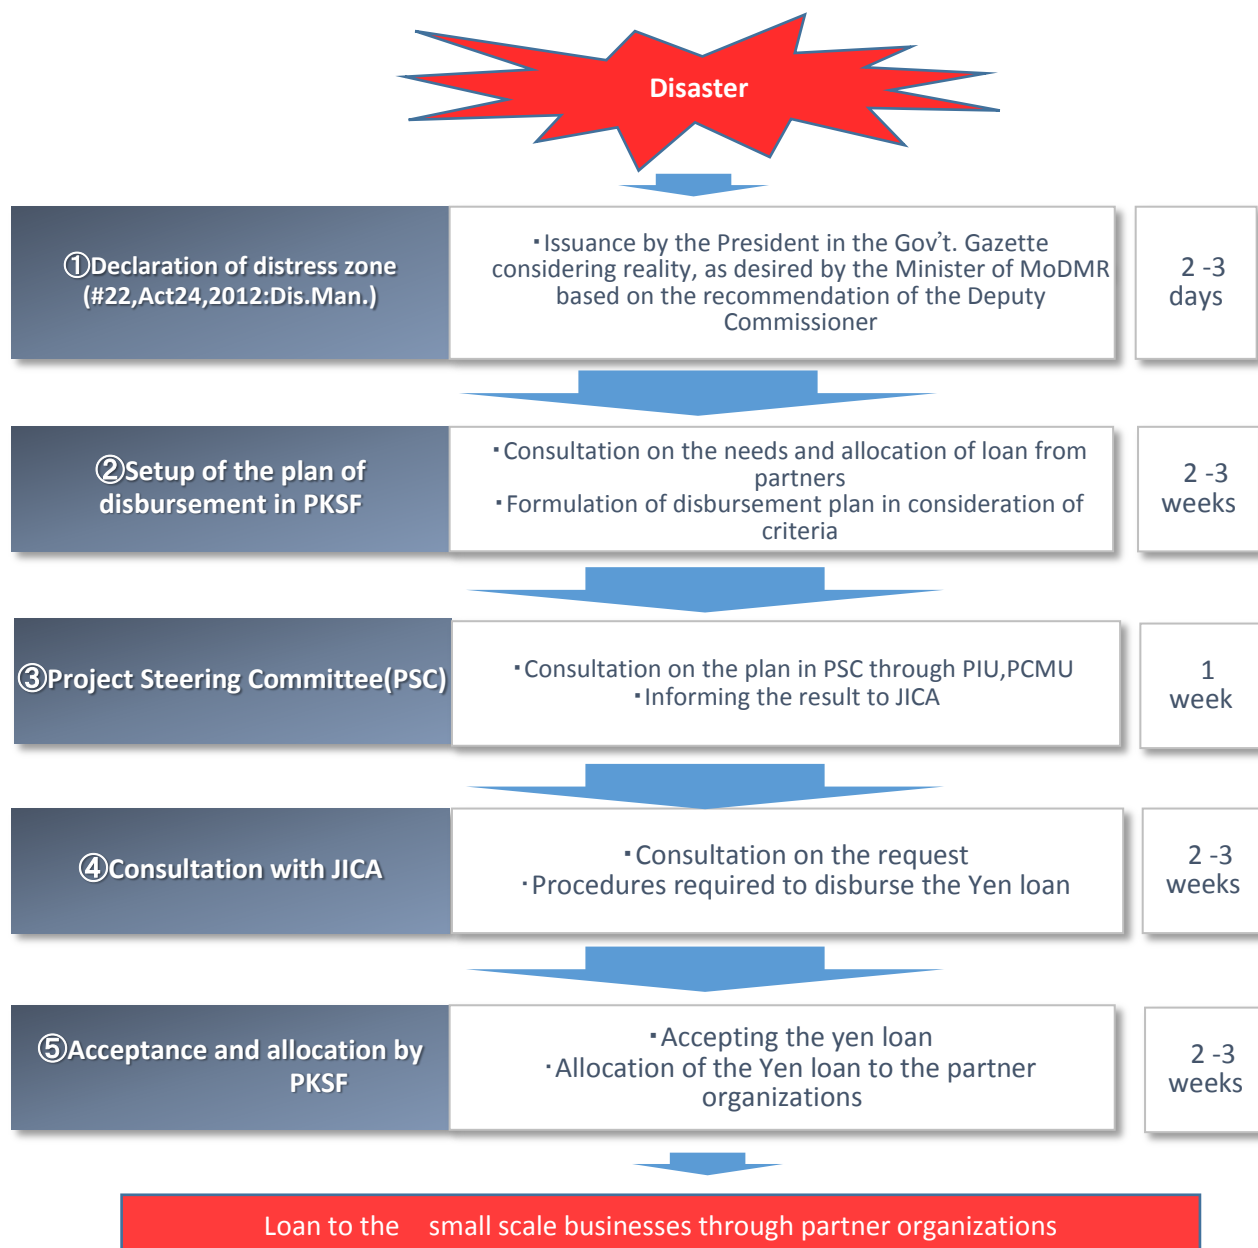 Disaster
①Declaration of distress zone
(#22,Act24,2012:Dis.Man.)
・Issuance by the President in the Gov't. Gazette
considering reality, as desired by the Minister of MoDMR
based on the recommendation of the Deputy
Commissioner
2 -3
days
②Setup of the plan of
disbursement in PKSF
・Consultation on the needs and allocation of loan from
partners
・Formulation of disbursement plan in consideration of
criteria
2 -3
weeks
③Project Steering Committee(PSC)
・Consultation on the plan in PSC through PIU,PCMU
・Informing the result to JICA
1
week
④Consultation with JICA
・Consultation on the request
・Procedures required to disburse the Yen loan
2 -3
weeks
⑤Acceptance and allocation by
PKSF
・Accepting the yen loan
・Allocation of the Yen loan to the partner
organizations
2 -3
weeks
Loan to the small scale businesses through partner organizations